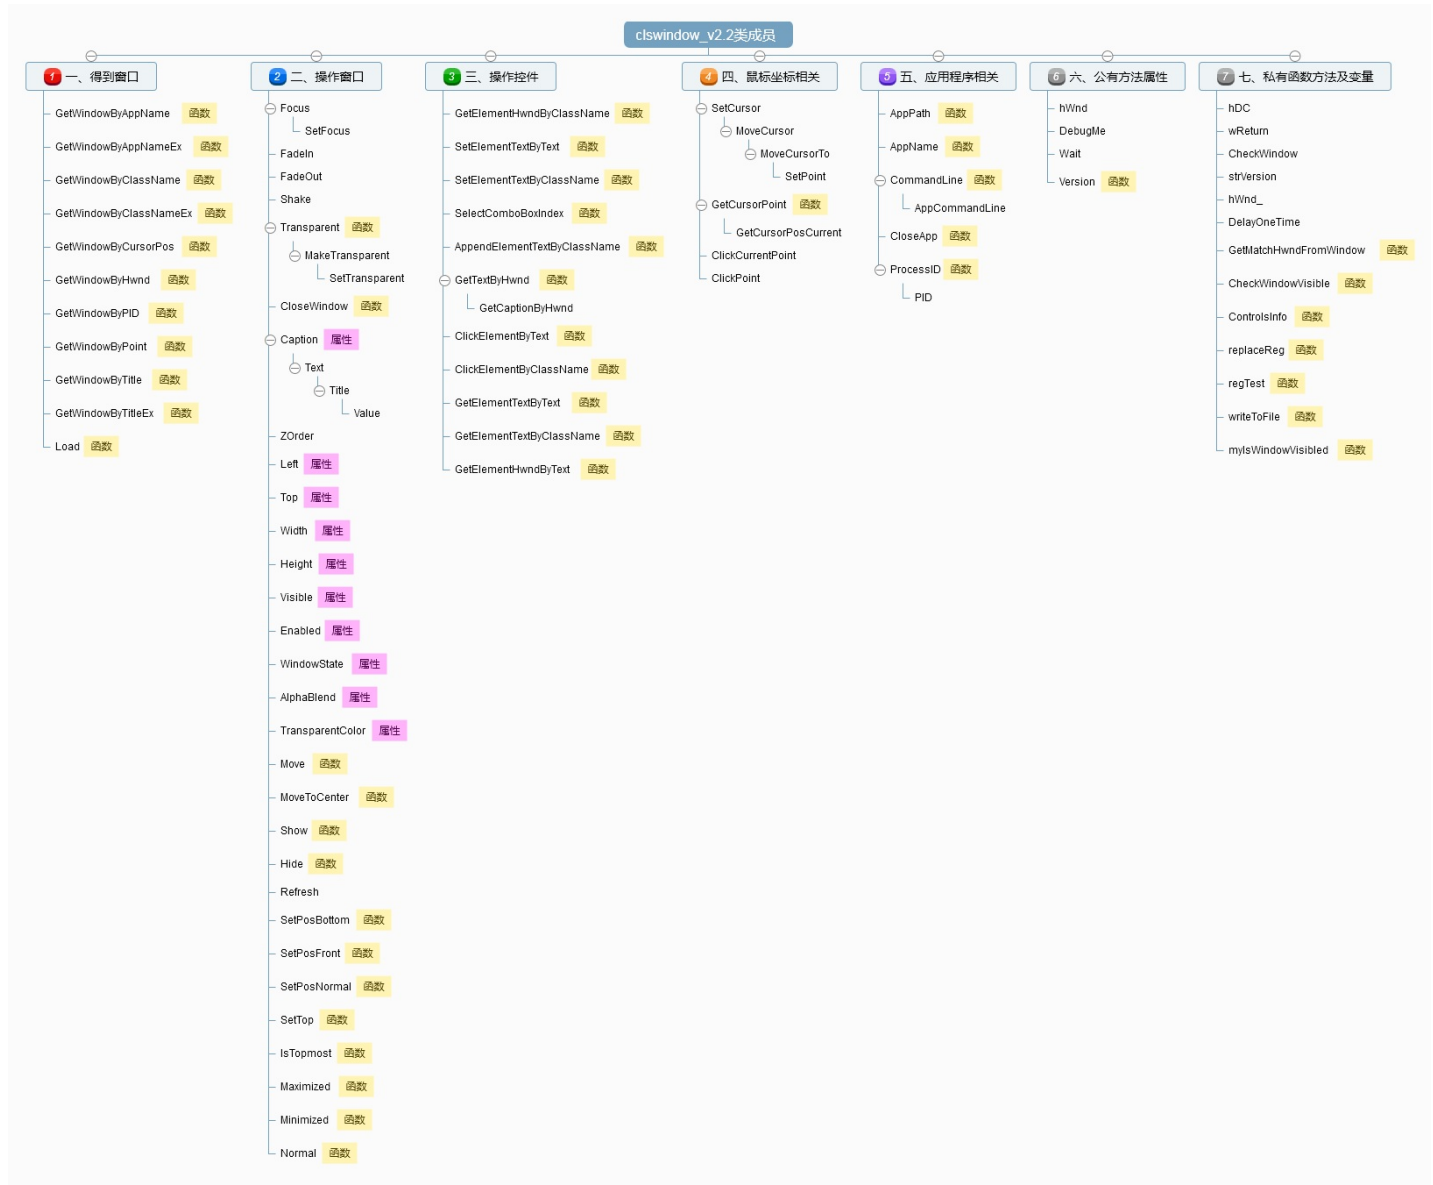 clswindow_v2.2类成员
1 一、得到窗口
GetWindowByAppName 函数
GetWindowByAppNameEx 函数
GetWindowByClassName 函数
GetWindowByClassNameEx 函数
GetWindowByCursorPos 函数
GetWindowByHwnd 函数
GetWindowByPID 函数
GetWindowByPoint 函数
GetWindowByTitle 函数
GetWindowByTitleEx 函数
Load 函数
2 二、操作窗口
Focus
SetFocus
FadeIn
FadeOut
Shake
Transparent 函数
MakeTransparent
SetTransparent
CloseWindow 函数
Caption 属性
Text
Title
Value
ZOrder
Left 属性
Top 属性
Width 属性
Height 属性
Visible 属性
Enabled 属性
WindowState 属性
AlphaBlend 属性
TransparentColor 属性
Move 函数
MoveToCenter 函数
Show 函数
Hide 函数
Refresh
SetPosBottom 函数
SetPosFront 函数
SetPosNormal 函数
SetTop 函数
IsTopmost 函数
Maximized 函数
Minimized 函数
Normal 函数
3 三、操作控件
GetElementHwndByClassName 函数
SetElementTextByText 函数
SetElementTextByClassName 函数
SelectComboBoxIndex 函数
AppendElementTextByClassName 函数
GetTextByHwnd 函数
GetCaptionByHwnd
ClickElementByText 函数
ClickElementByClassName 函数
GetElementTextByText 函数
GetElementTextByClassName 函数
GetElementHwndByText 函数
4 四、鼠标坐标相关
SetCursor
MoveCursor
MoveCursorTo
SetPoint
GetCursorPoint 函数
GetCursorPosCurrent
ClickCurrentPoint
ClickPoint
5 五、应用程序相关
AppPath 函数
AppName 函数
CommandLine 函数
AppCommandLine
CloseApp 函数
ProcessID 函数
PID
6 六、公有方法属性
hWnd
DebugMe
Wait
Version 函数
7 七、私有函数方法及变量
hDC
wReturn
CheckWindow
strVersion
hWnd_
DelayOneTime
GetMatchHwndFromWindow 函数
CheckWindowVisible 函数
ControlsInfo 函数
replaceReg 函数
regTest 函数
writeToFile 函数
myIsWindowVisibled 函数